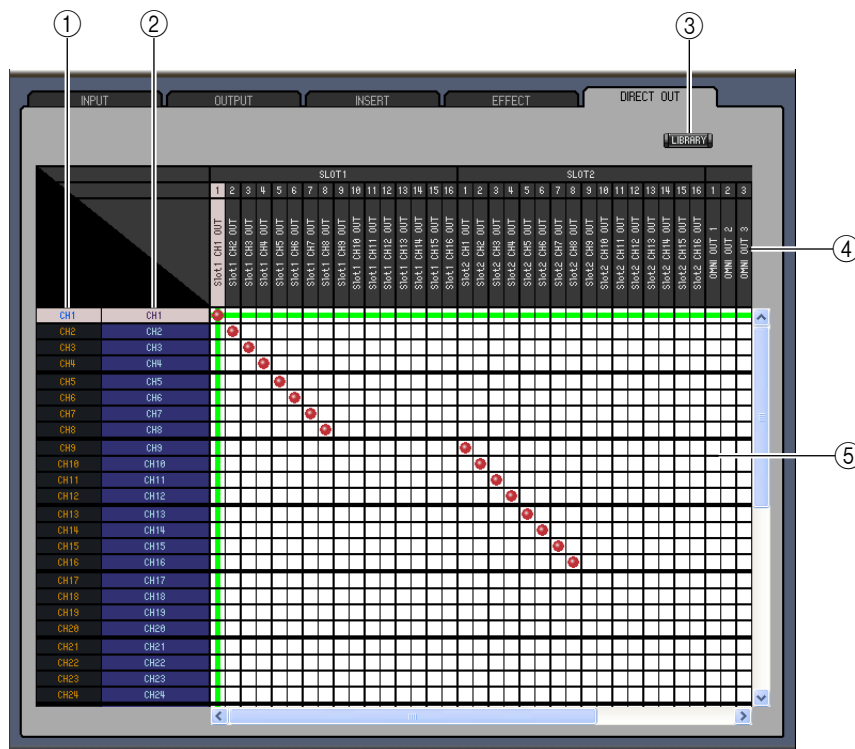 ① ② ③
INPUT OUTPUT INSERT EFFECT DIRECT OUT
LIBRARY
SLOT1 SLOT2
1 2 3 4 5 6 7 8 9 10 11 12 13 14 15 16 1 2 3 4 5 6 7 8 9 10 11 12 13 14 15 16 1 2 3
Slot1 CH1 OUT
Slot1 CH2 OUT
Slot1 CH3 OUT
Slot1 CH4 OUT
Slot1 CH5 OUT
Slot1 CH6 OUT
Slot1 CH7 OUT
Slot1 CH8 OUT
Slot1 CH9 OUT
Slot1 CH10 OUT
Slot1 CH11 OUT
Slot1 CH12 OUT
Slot1 CH13 OUT
Slot1 CH14 OUT
Slot1 CH15 OUT
Slot1 CH16 OUT
Slot2 CH1 OUT
Slot2 CH2 OUT
Slot2 CH3 OUT
Slot2 CH4 OUT
Slot2 CH5 OUT
Slot2 CH6 OUT
Slot2 CH7 OUT
Slot2 CH8 OUT
Slot2 CH9 OUT
Slot2 CH10 OUT
Slot2 CH11 OUT
Slot2 CH12 OUT
Slot2 CH13 OUT
Slot2 CH14 OUT
Slot2 CH15 OUT
Slot2 CH16 OUT
OMNI OUT 1
OMNI OUT 2
OMNI OUT 3
④
CH1 CH1
CH2 CH2
CH3 CH3
CH4 CH4
CH5 CH5
CH6 CH6
CH7 CH7
CH8 CH8
CH9 CH9
⑤
CH10 CH10
CH11 CH11
CH12 CH12
CH13 CH13
CH14 CH14
CH15 CH15
CH16 CH16
CH17 CH17
CH18 CH18
CH19 CH19
CH20 CH20
CH21 CH21
CH22 CH22
CH23 CH23
CH24 CH24